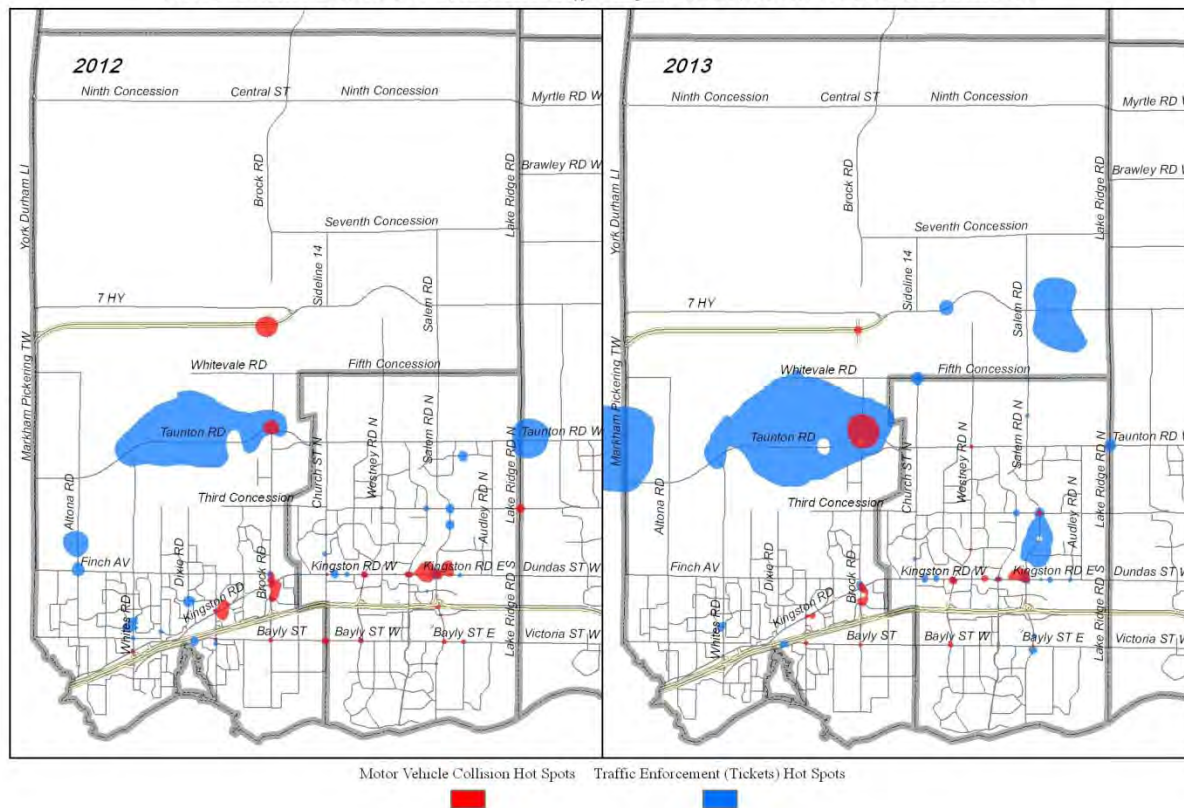 2012
Ninth Concession
Central ST
Ninth Concession
Myrtle RD W
York Durham LI
Brock RD
Lake Ridge RD
Brawley RD W
Seventh Concession
Sideline 14
Salem RD
7 HY
Markham Pickering TW
Whitevale RD
Fifth Concession
Taunton RD
Church ST N
Westney RD N
Salem RD N
Lake Ridge RD N
Taunton RD W
Third Concession
Altona RD
Audley RD N
Finch AV
Dixie RD
Brock RD
Kingston RD W
Kingston RD E
Dundas ST W
Whites RD
Kingston RD
Lake Ridge RD S
Bayly ST
Bayly ST W
Bayly ST E
Victoria ST W
2013
Ninth Concession
Central ST
Ninth Concession
Myrtle RD W
York Durham LI
Brock RD
Lake Ridge RD
Brawley RD W
Seventh Concession
Sideline 14
Salem RD
7 HY
Markham Pickering TW
Whitevale RD
Fifth Concession
Taunton RD
Church ST N
Westney RD N
Salem RD N
Lake Ridge RD N
Taunton RD W
Third Concession
Altona RD
Audley RD N
Finch AV
Dixie RD
Brock RD
Kingston RD W
Kingston RD E
Dundas ST W
Whites RD
Kingston RD
Lake Ridge RD S
Bayly ST
Bayly ST W
Bayly ST E
Victoria ST W
Motor Vehicle Collision Hot Spots
Traffic Enforcement (Tickets) Hot Spots